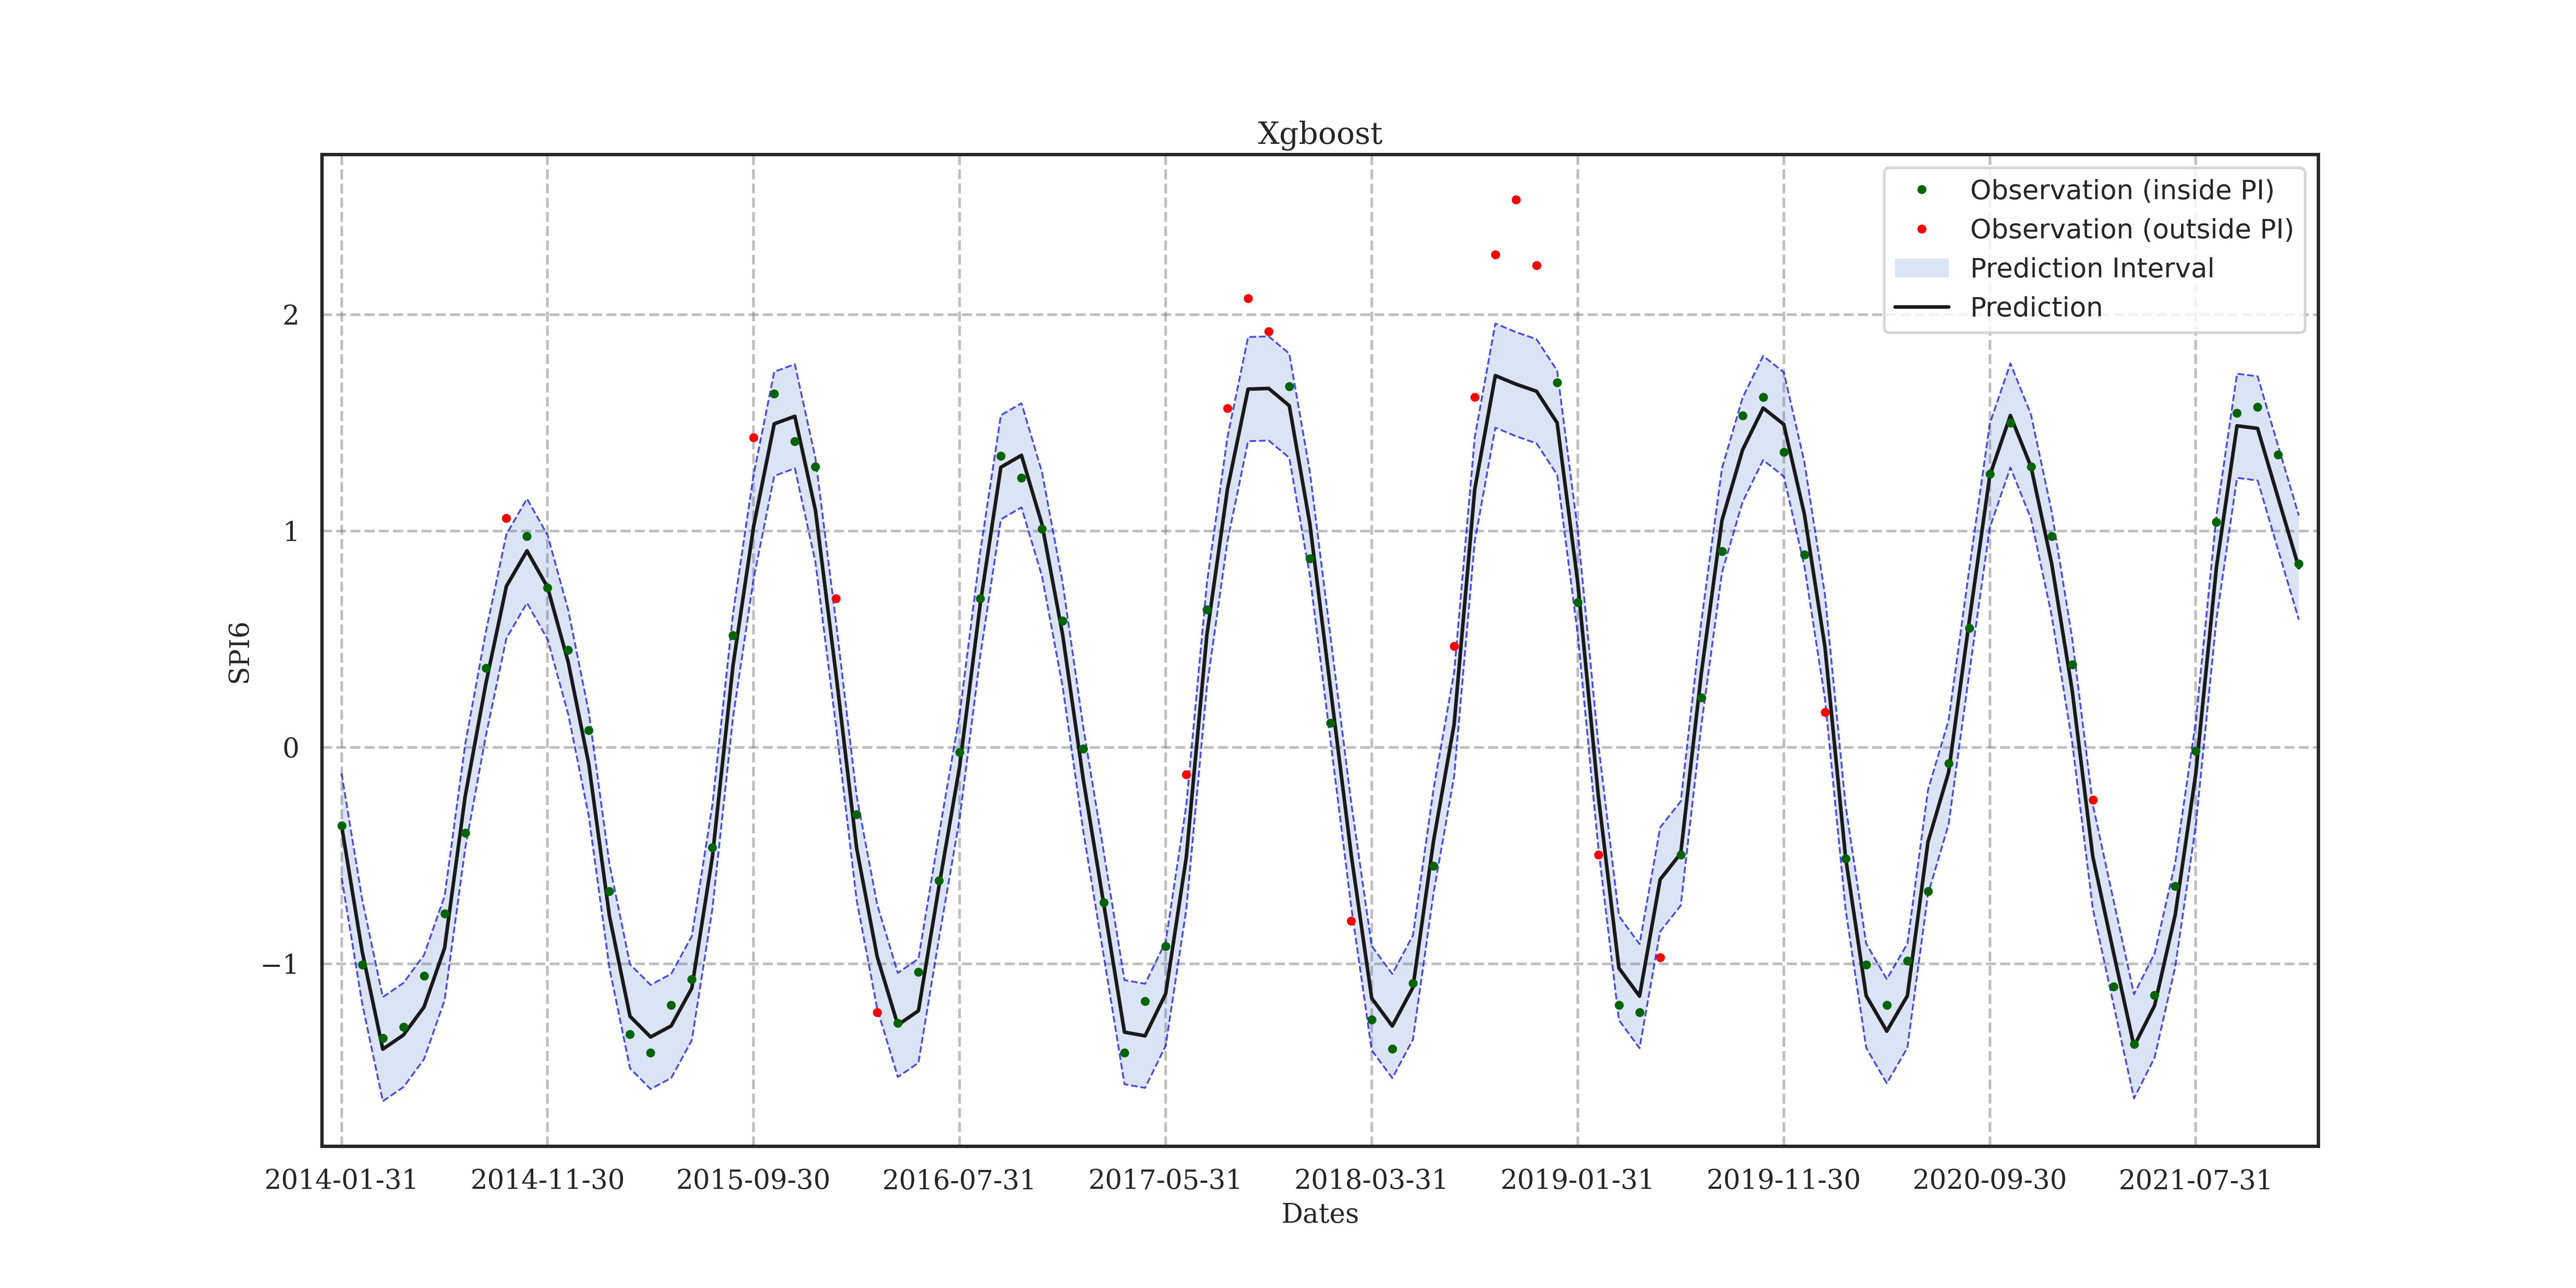 Xgboost
Observation (inside PI)
Observation (outside PI)
Prediction Interval
Prediction
2
1
0
−1
SPI6
2014-01-31 2014-11-30 2015-09-30 2016-07-31 2017-05-31 2018-03-31 2019-01-31 2019-11-30 2020-09-30 2021-07-31
Dates